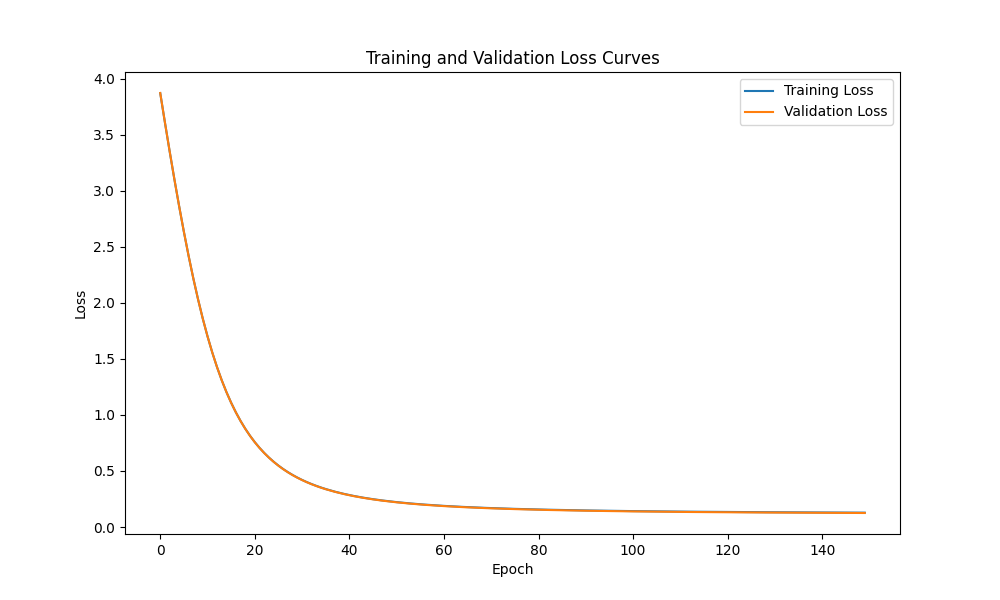 Training and Validation Loss Curves
Training Loss
Validation Loss
4.0
3.5
3.0
2.5
2.0
1.5
1.0
0.5
0.0
Loss
0 20 40 60 80 100 120 140
Epoch